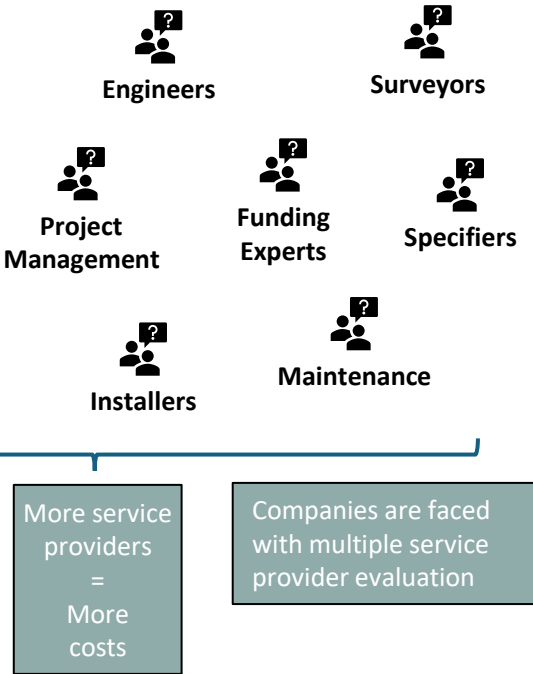 ?
?
Engineers
Surveyors
?
?
?
Project
Management
Funding
Experts
Specifiers
?
?
Installers
Maintenance
More service
providers
=
More
costs
Companies are faced
with multiple service
provider evaluation